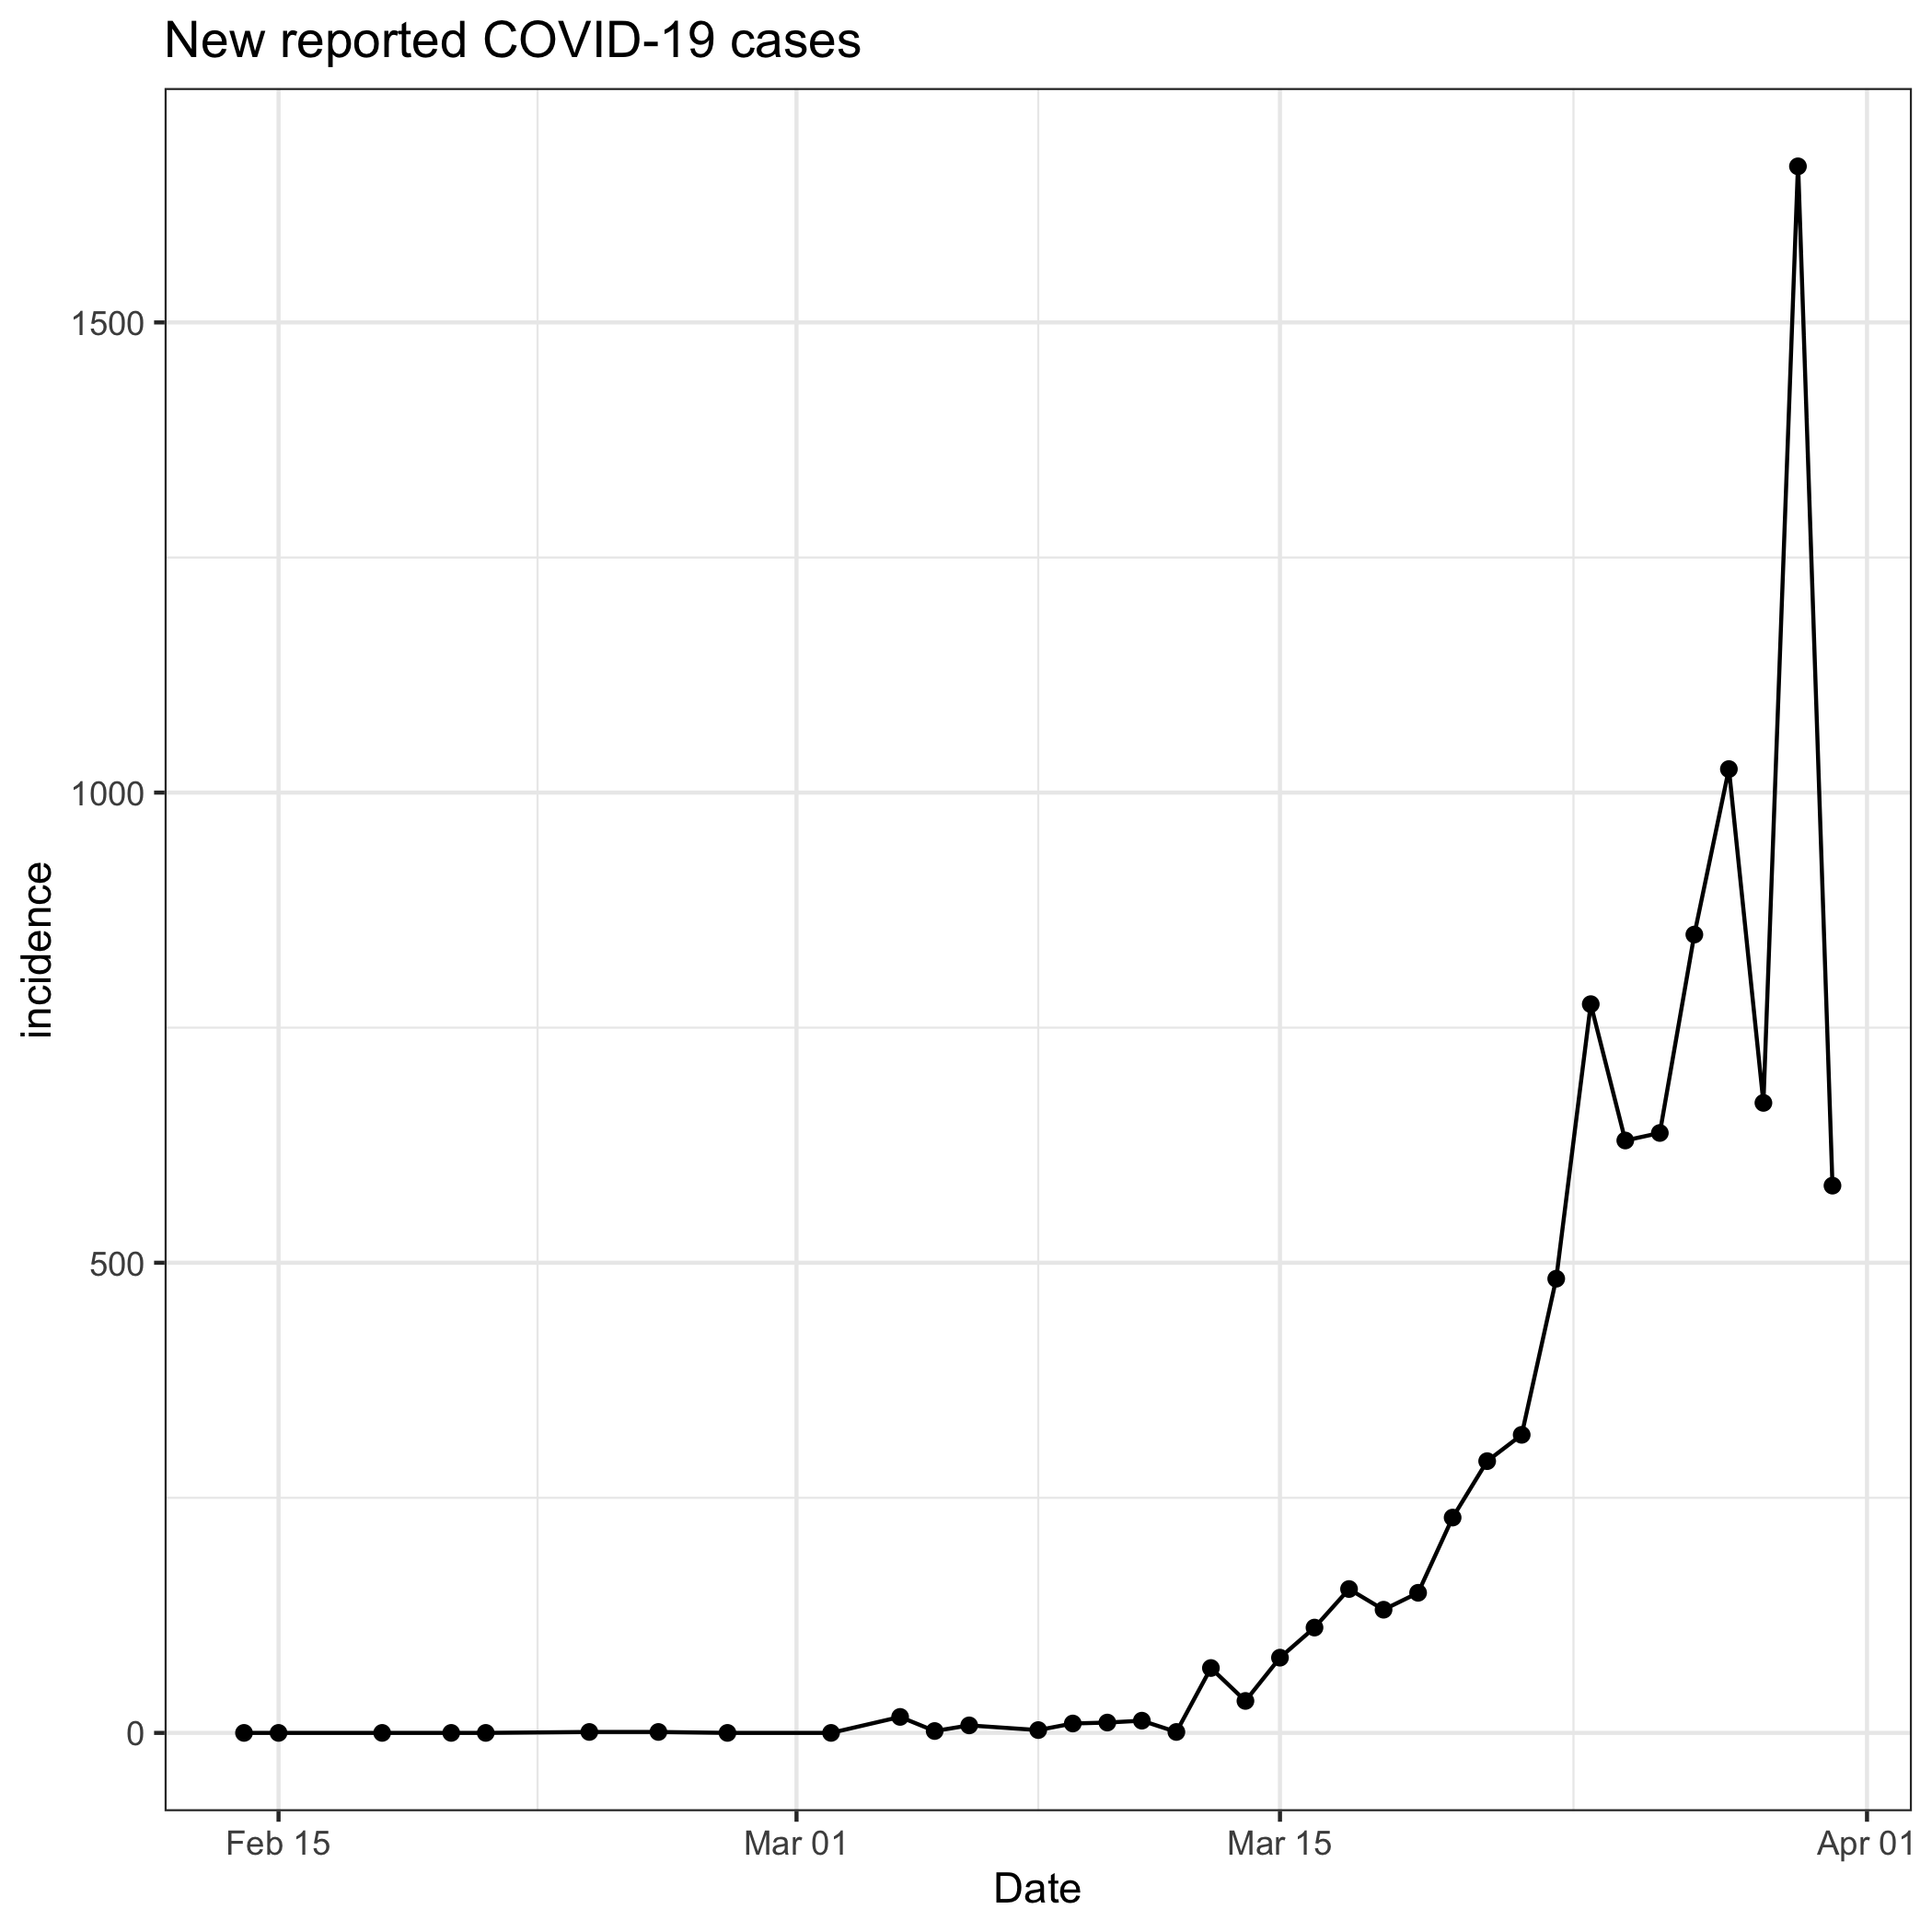 New reported COVID-19 cases
incidence
1500
1000
500
0
Feb 15
Mar 01
Mar 15
Apr 01
Date